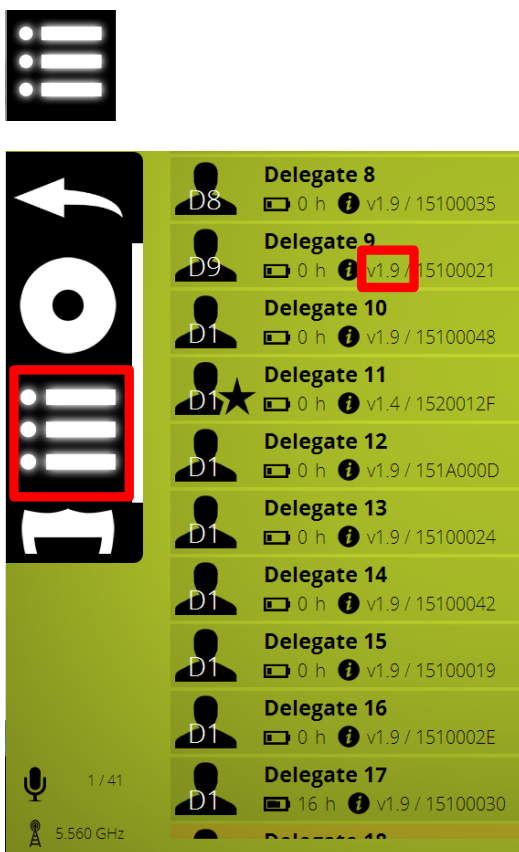 D8
Delegate 8
0 h i v1.9 / 15100035
D9
Delegate 9
0 h i v1.9 / 15100021
D1
Delegate 10
0 h i v1.9 / 15100048
D1
Delegate 11
0 h i v1.4 / 1520012F
D1
Delegate 12
0 h i v1.9 / 151A000D
D1
Delegate 13
0 h i v1.9 / 15100024
D1
Delegate 14
0 h i v1.9 / 15100042
D1
Delegate 15
0 h i v1.9 / 15100019
D1
Delegate 16
0 h i v1.9 / 1510002E
D1
Delegate 17
16 h i v1.9 / 15100030
Delegate 18
1 / 41
5.560 GHz